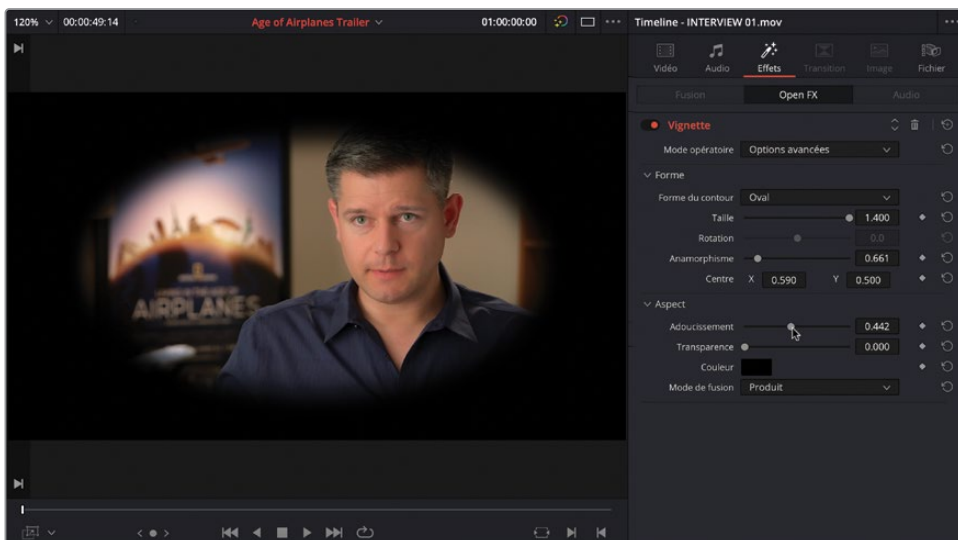 120% 00:00:49:14 Age of Airplanes Trailer 01:00:00:00 Timeline - INTERVIEW 01.mov
Vidéo Audio Effets Transition Image Fichier
Fusion Open FX Audio
Vignette
Mode opératoire Options avancées
Forme
Forme du contour Oval
Taille 1.400
Rotation 0.0
Anamorphisme 0.661
Centre X 0.590 Y 0.500
Aspect
Adoucissement 0.442
Transparence 0.000
Couleur
Mode de fusion Produit
AIRPLANES